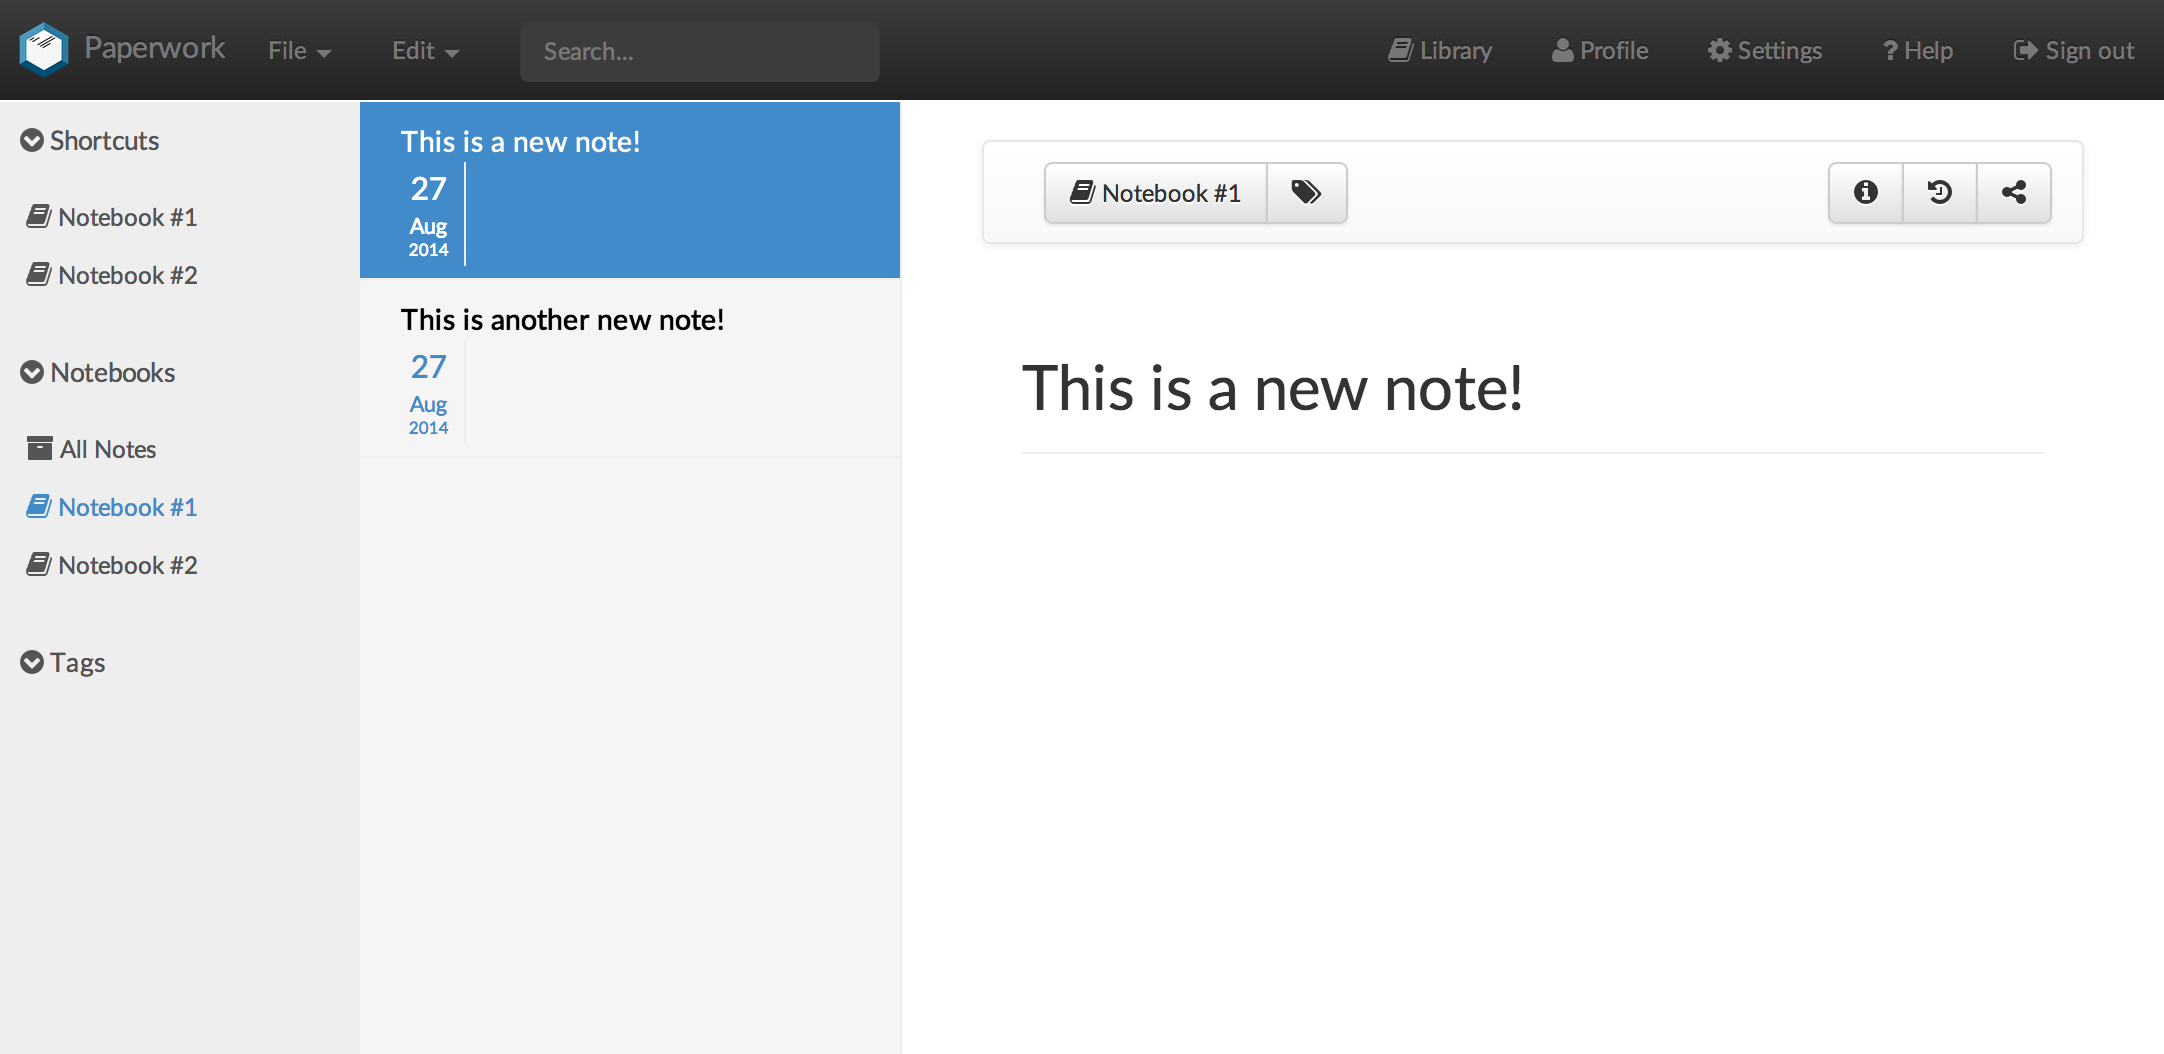 Paperwork
File
Edit
Search...
Library
Profile
Settings
? Help
Sign out
Shortcuts
Notebook #1
Notebook #2
Notebooks
All Notes
Notebook #1
Notebook #2
Tags
This is a new note!
27
Aug
2014
This is another new note!
27
Aug
2014
Notebook #1
This is a new note!